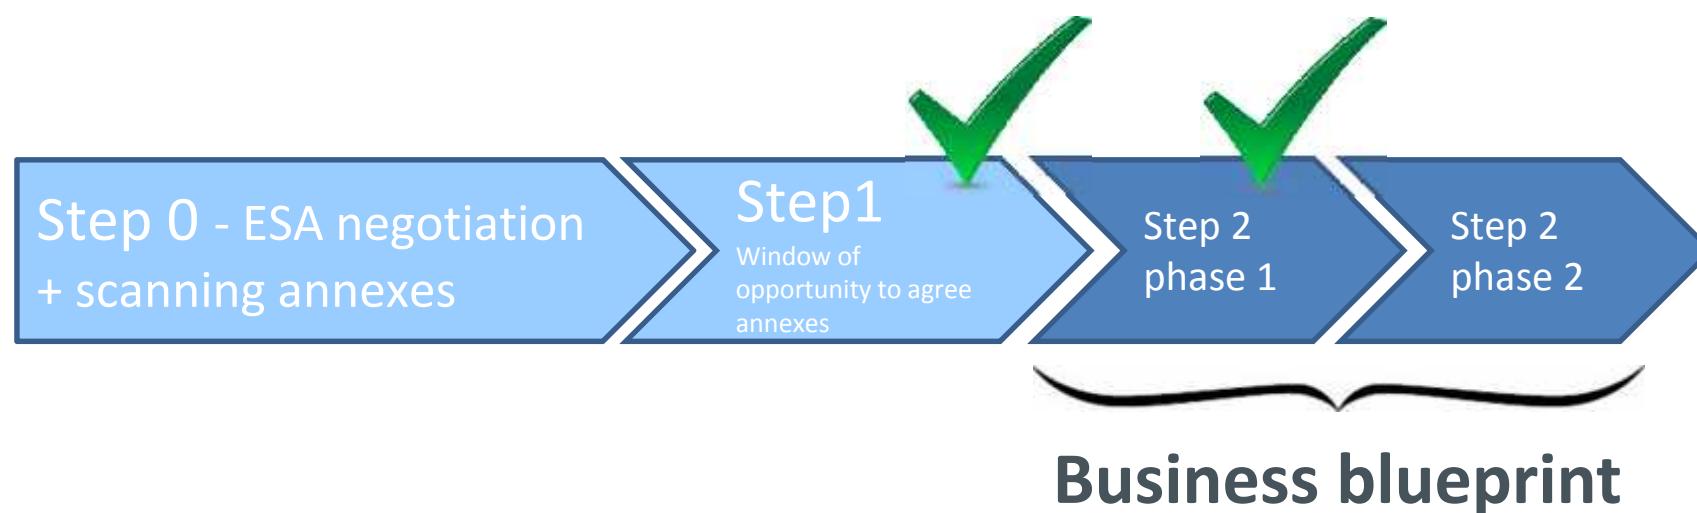 Step 0 - ESA negotiation
+ scanning annexes
Step1
Window of
opportunity to agree
annexes
Step 2
phase 1
Step 2
phase 2
Business blueprint